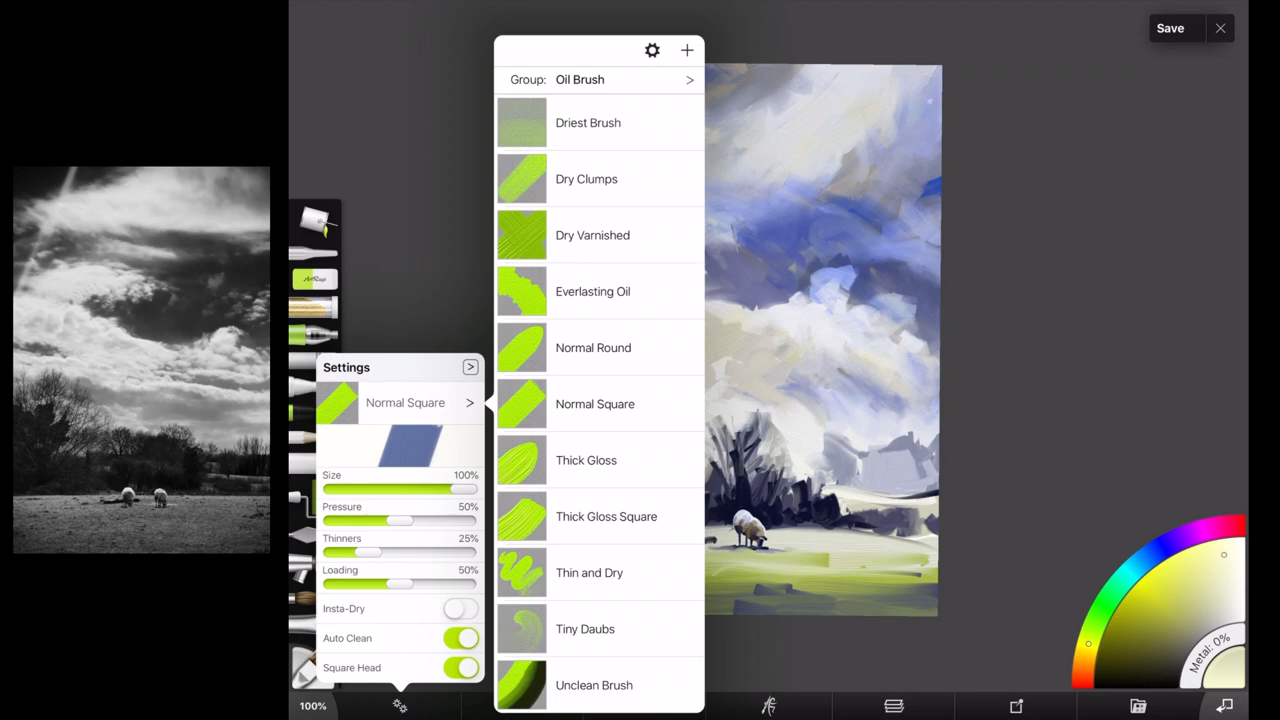 Save
Group: Oil Brush
Driest Brush
Dry Clumps
Dry Varnished
Everlasting Oil
Normal Round
Normal Square
Thick Gloss
Thick Gloss Square
Thin and Dry
Tiny Daubs
Unclean Brush
ArtRage
Settings
Normal Square
Size 100%
Pressure 50%
Thinners 25%
Loading 50%
Insta-Dry
Auto Clean
Square Head
100%
Metal: 0%